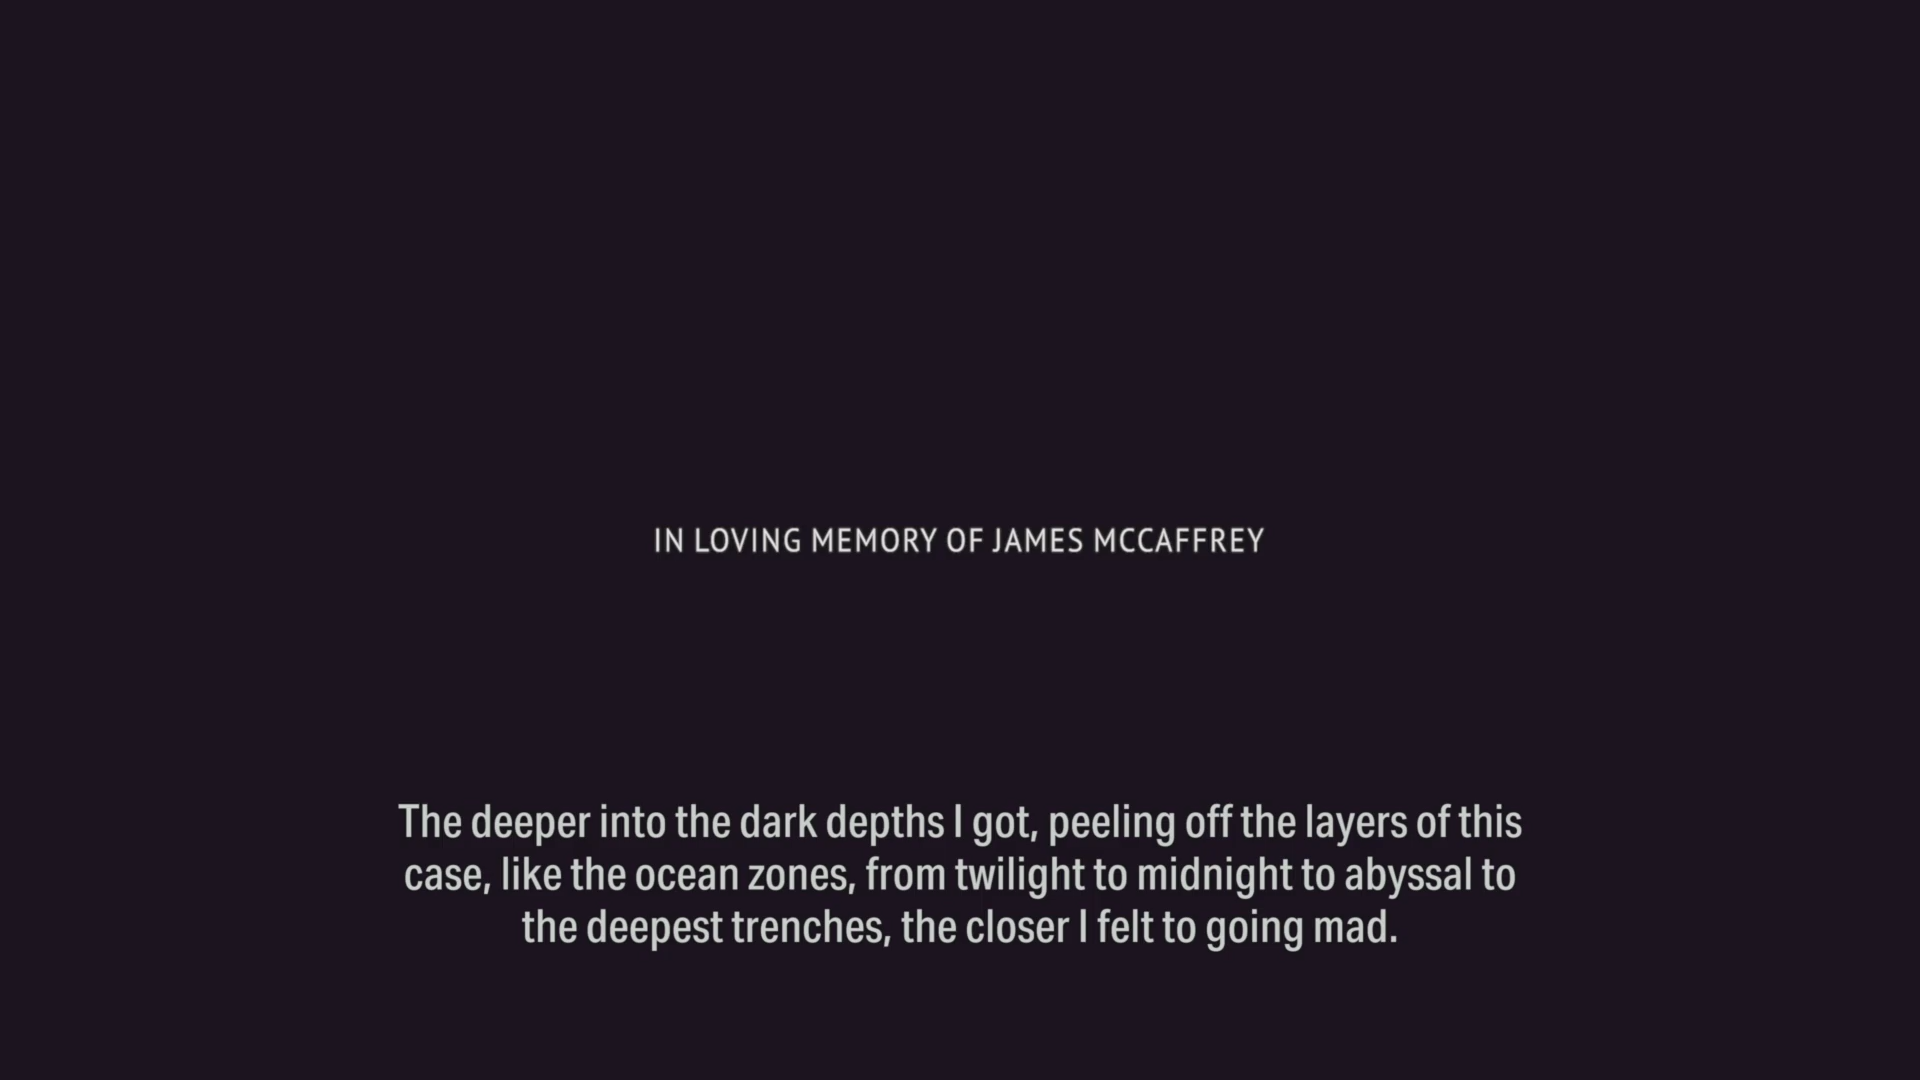 IN LOVING MEMORY OF JAMES MCCAFFREY
The deeper into the dark depths I got, peeling off the layers of this
case, like the ocean zones, from twilight to midnight to abyssal to
the deepest trenches, the closer I felt to going mad.